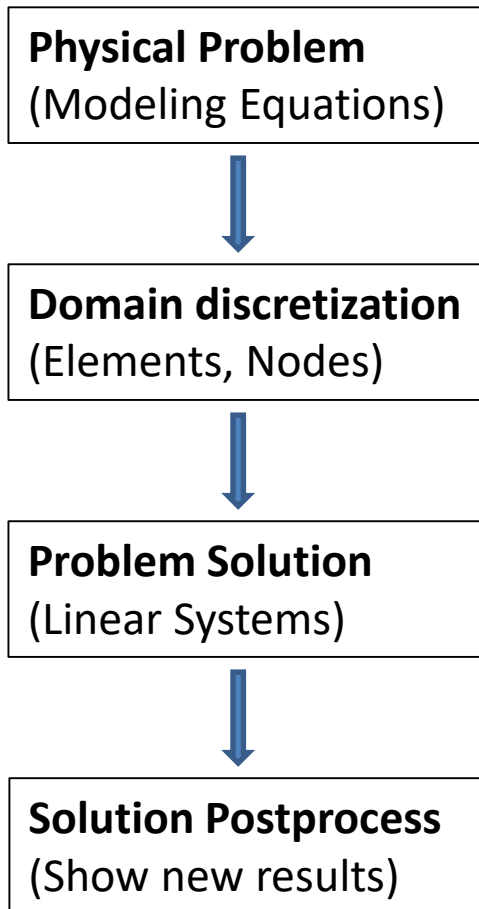 Physical Problem
(Modeling Equations)
Domain discretization
(Elements, Nodes)
Problem Solution
(Linear Systems)
Solution Postprocess
(Show new results)